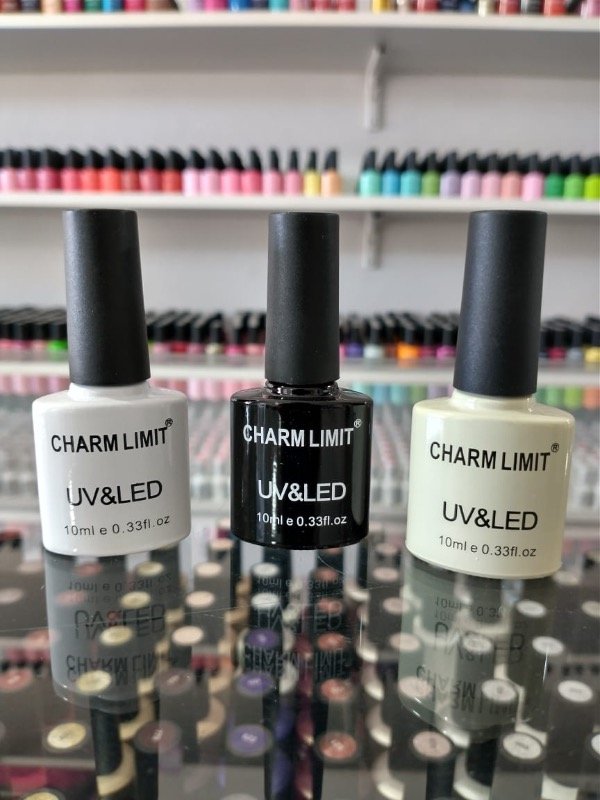 CHARM LIMIT®
UV&LED
10ml e 0.33fl.oz
CHARM LIMIT
UV&LED
10ml e 0.33fl.oz
CHARM LIMIT®
UV&LED
10ml e 0.33fl.oz